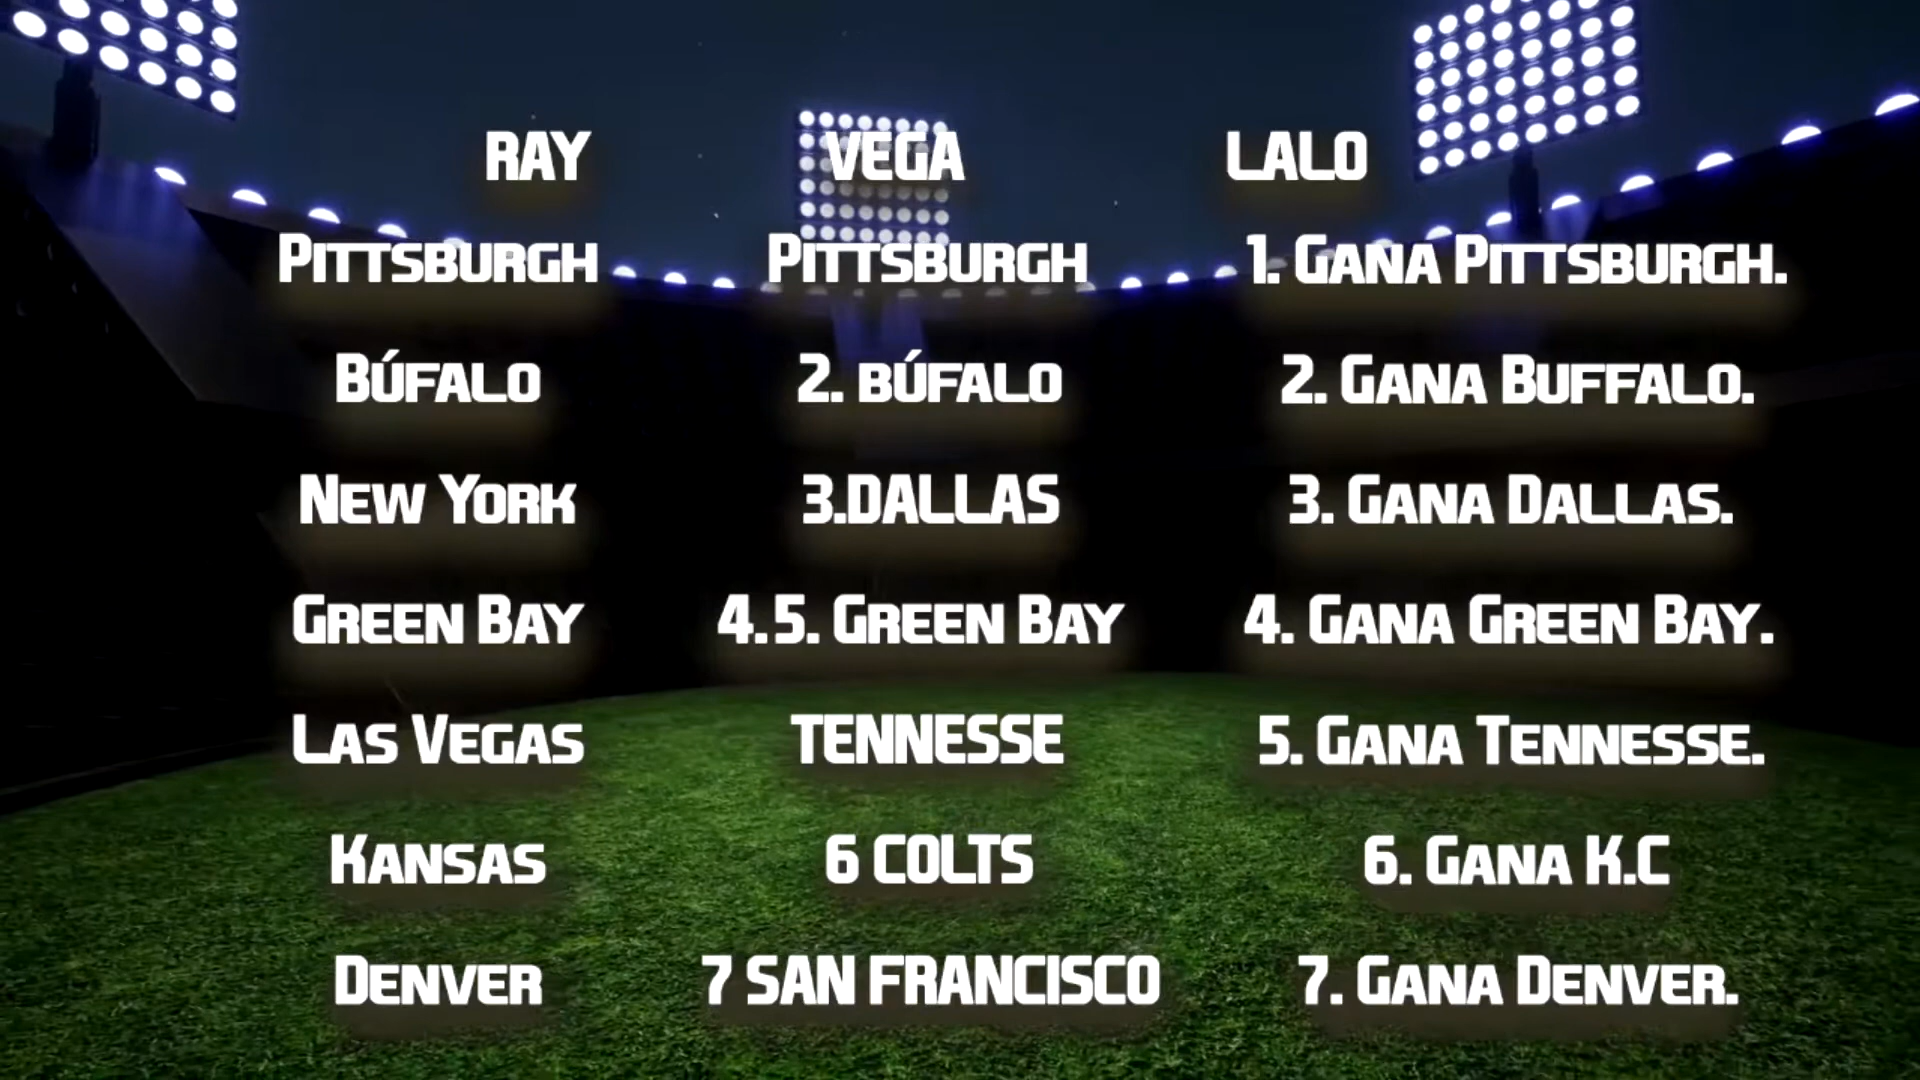 RAY VEGA LALO
Pittsburgh Pittsburgh 1. Gana Pittsburgh.
Búfalo 2. búfalo 2. Gana Buffalo.
New York 3.DALLAS 3. Gana Dallas.
Green Bay 4.5. Green Bay 4. Gana Green Bay.
Las Vegas TENNESSE 5. Gana Tennesse.
Kansas 6 COLTS 6. Gana K.C
Denver 7 SAN FRANCISCO 7. Gana Denver.